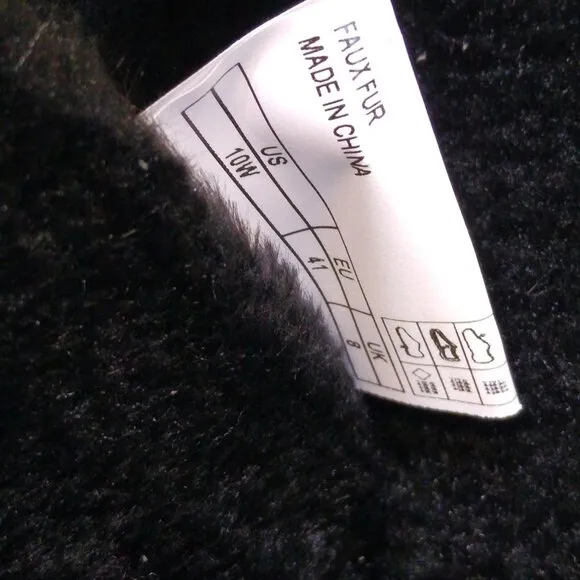 FAUX FUR
MADE IN CHINA
US EU UK
10W 41 8